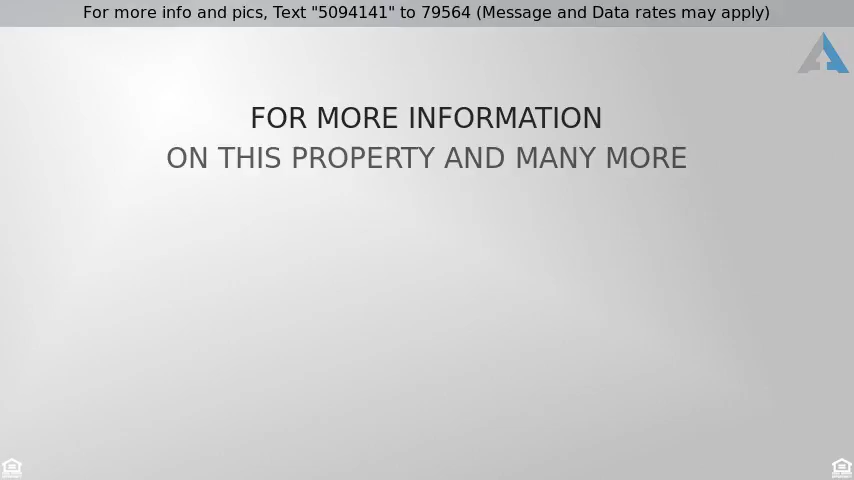 For more info and pics, Text "5094141" to 79564 (Message and Data rates may apply)
FOR MORE INFORMATION
ON THIS PROPERTY AND MANY MORE